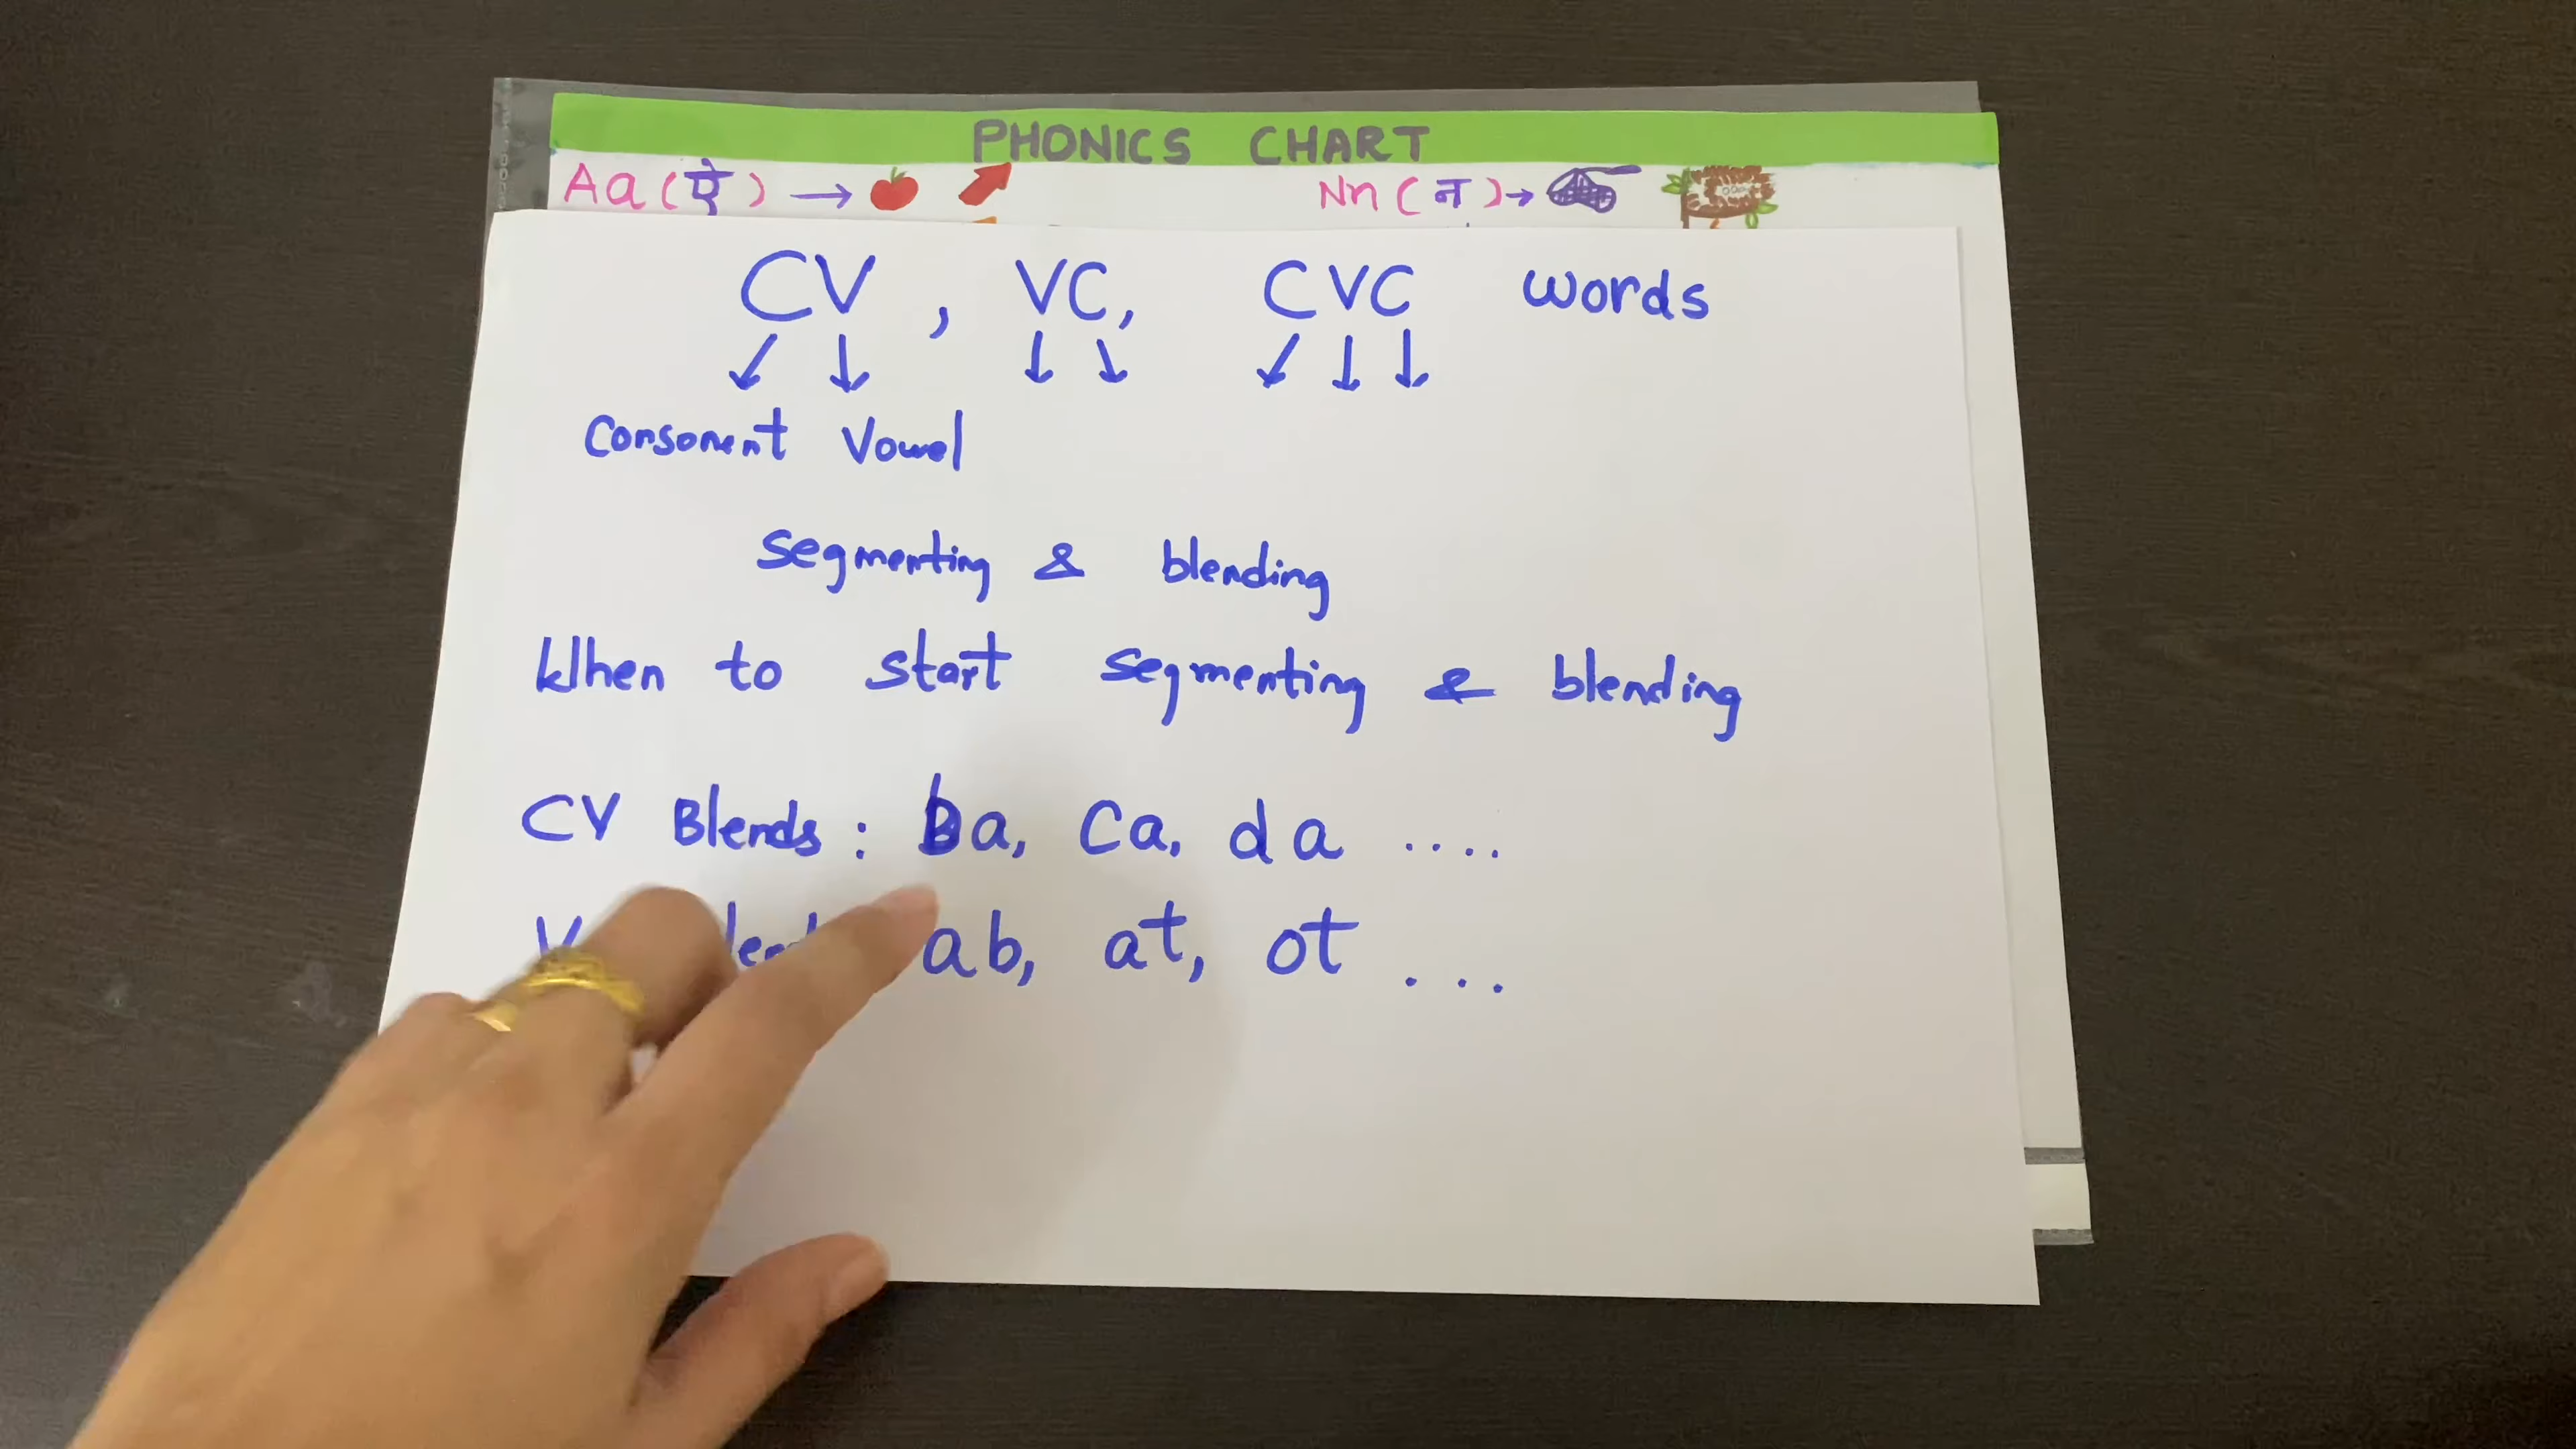 PHONICS CHART
Aa (ऐ) → Nn (न) →
CV, VC, CVC words
Consonent Vowel
segmenting & blending
When to start segmenting & blending
CV Blends : ba, Ca, da ....
ab, at, ot ...